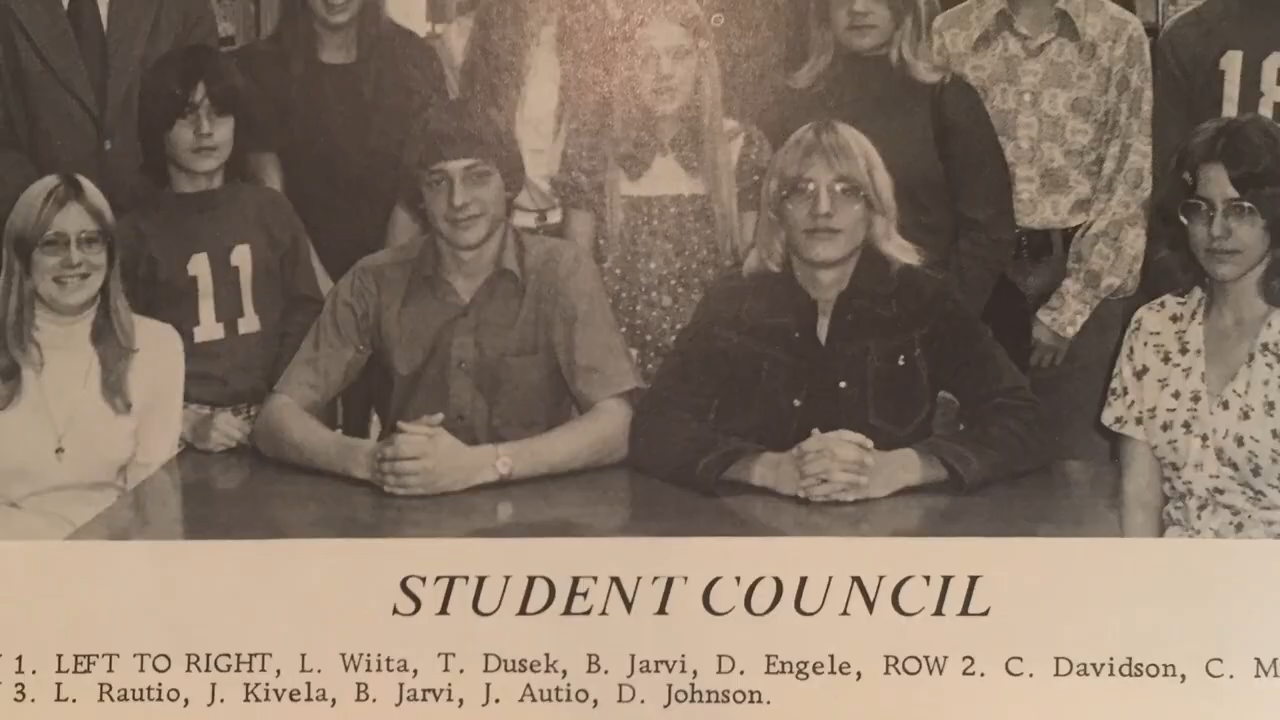 11
18
STUDENT COUNCIL
1. LEFT TO RIGHT, L. Wiita, T. Dusek, B. Jarvi, D. Engele, ROW 2. C. Davidson, C. M
3. L. Rautio, J. Kivela, B. Jarvi, J. Autio, D. Johnson.